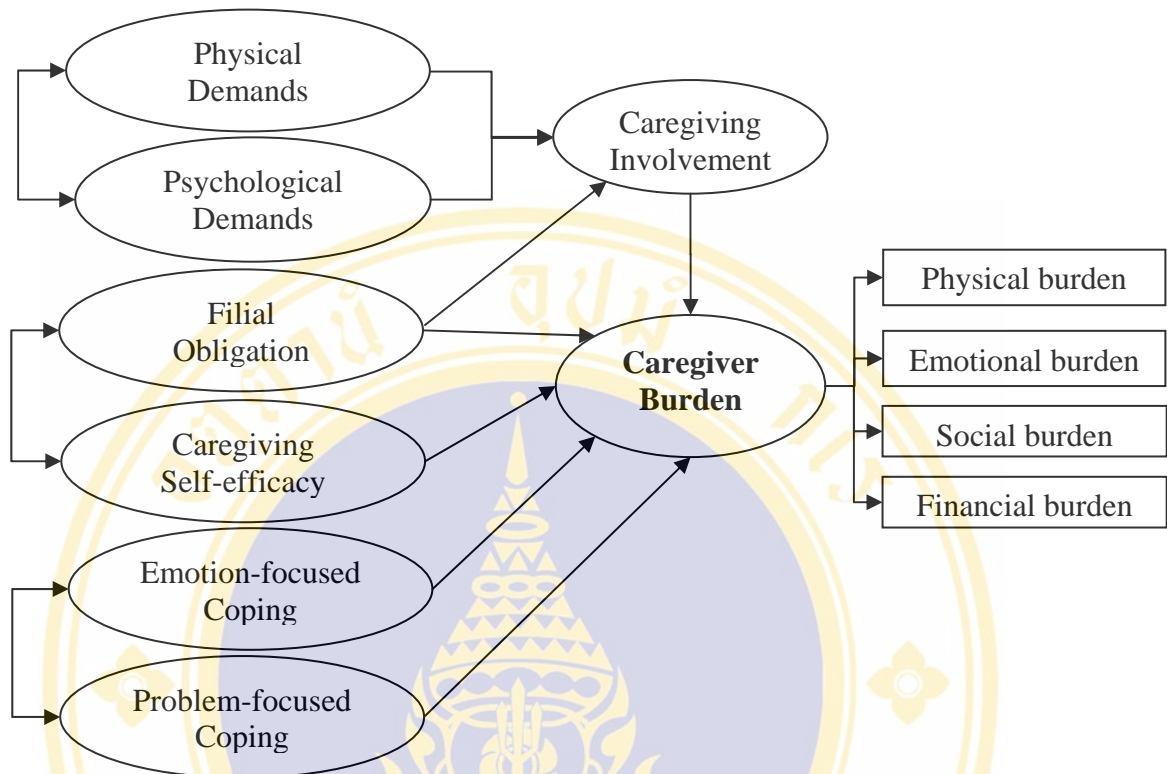 Physical
Demands
Caregiving
Involvement
Psychological
Demands
Filial
Obligation
Caregiver
Burden
Physical burden
Emotional burden
Social burden
Financial burden
Caregiving
Self-efficacy
Emotion-focused
Coping
Problem-focused
Coping